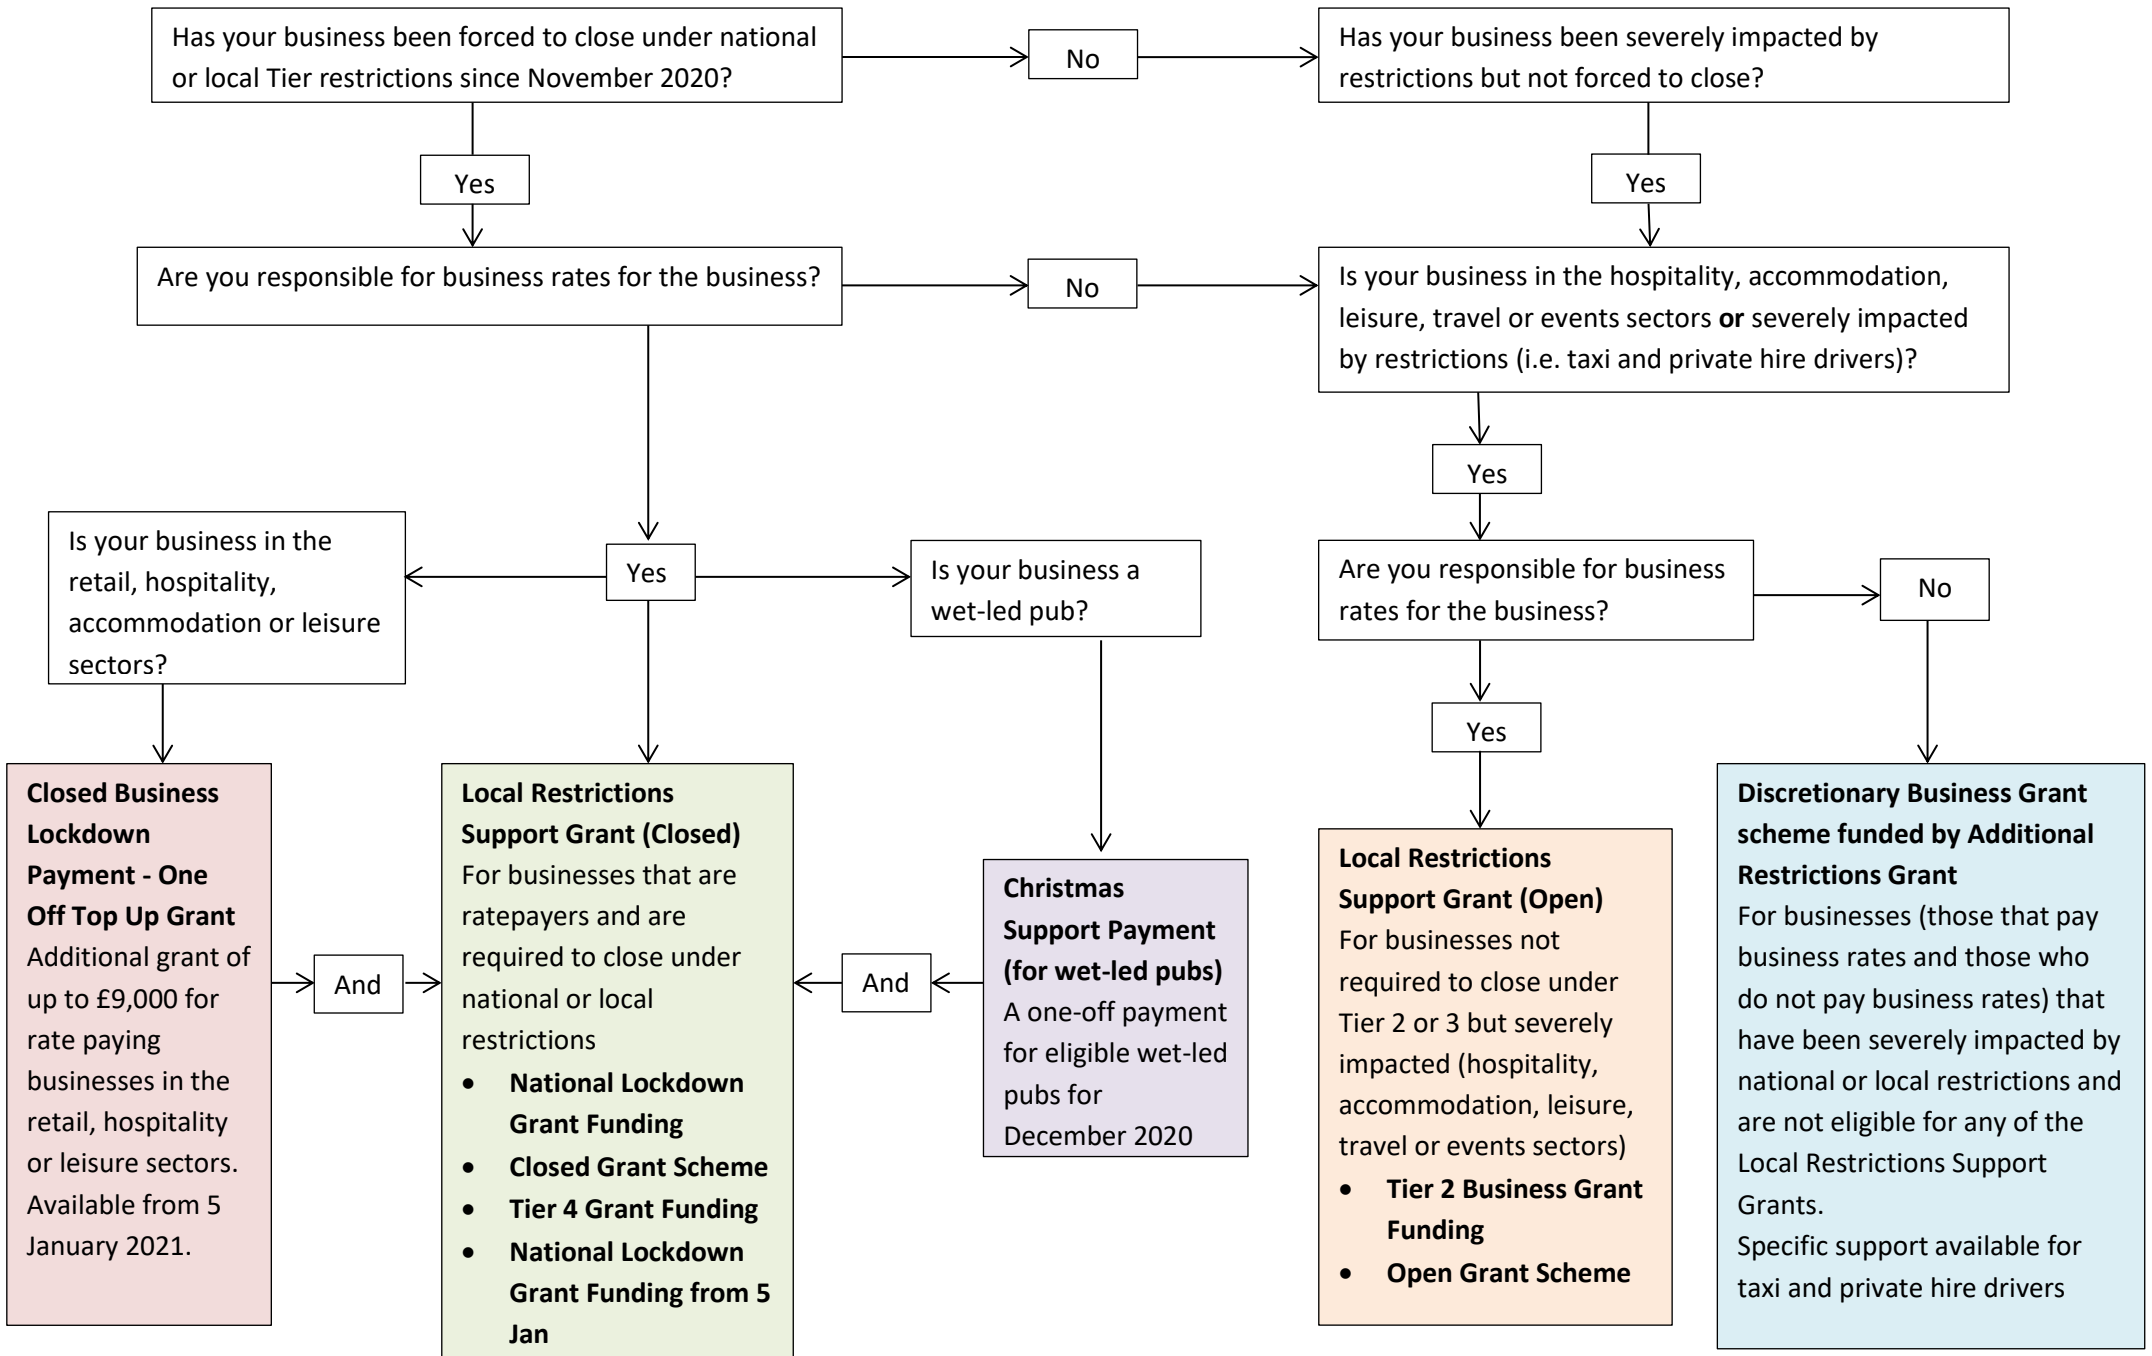 Has your business been forced to close under national
or local Tier restrictions since November 2020?
No
Has your business been severely impacted by
restrictions but not forced to close?
Yes
Yes
Are you responsible for business rates for the business?
No
Is your business in the hospitality, accommodation,
leisure, travel or events sectors or severely impacted
by restrictions (i.e. taxi and private hire drivers)?
Yes
Is your business in the
retail, hospitality,
accommodation or leisure
sectors?
Yes
Is your business a
wet-led pub?
Are you responsible for business
rates for the business?
No
Yes
Closed Business
Lockdown
Payment - One
Off Top Up Grant
Additional grant of
up to £9,000 for
rate paying
businesses in the
retail, hospitality
or leisure sectors.
Available from 5
January 2021.
And
Local Restrictions
Support Grant (Closed)
For businesses that are
ratepayers and are
required to close under
national or local
restrictions
• National Lockdown
Grant Funding
• Closed Grant Scheme
• Tier 4 Grant Funding
• National Lockdown
Grant Funding from 5
Jan
And
Christmas
Support Payment
(for wet-led pubs)
A one-off payment
for eligible wet-led
pubs for
December 2020
Local Restrictions
Support Grant (Open)
For businesses not
required to close under
Tier 2 or 3 but severely
impacted (hospitality,
accommodation, leisure,
travel or events sectors)
• Tier 2 Business Grant
Funding
• Open Grant Scheme
Discretionary Business Grant
scheme funded by Additional
Restrictions Grant
For businesses (those that pay
business rates and those who
do not pay business rates) that
have been severely impacted by
national or local restrictions and
are not eligible for any of the
Local Restrictions Support
Grants.
Specific support available for
taxi and private hire drivers